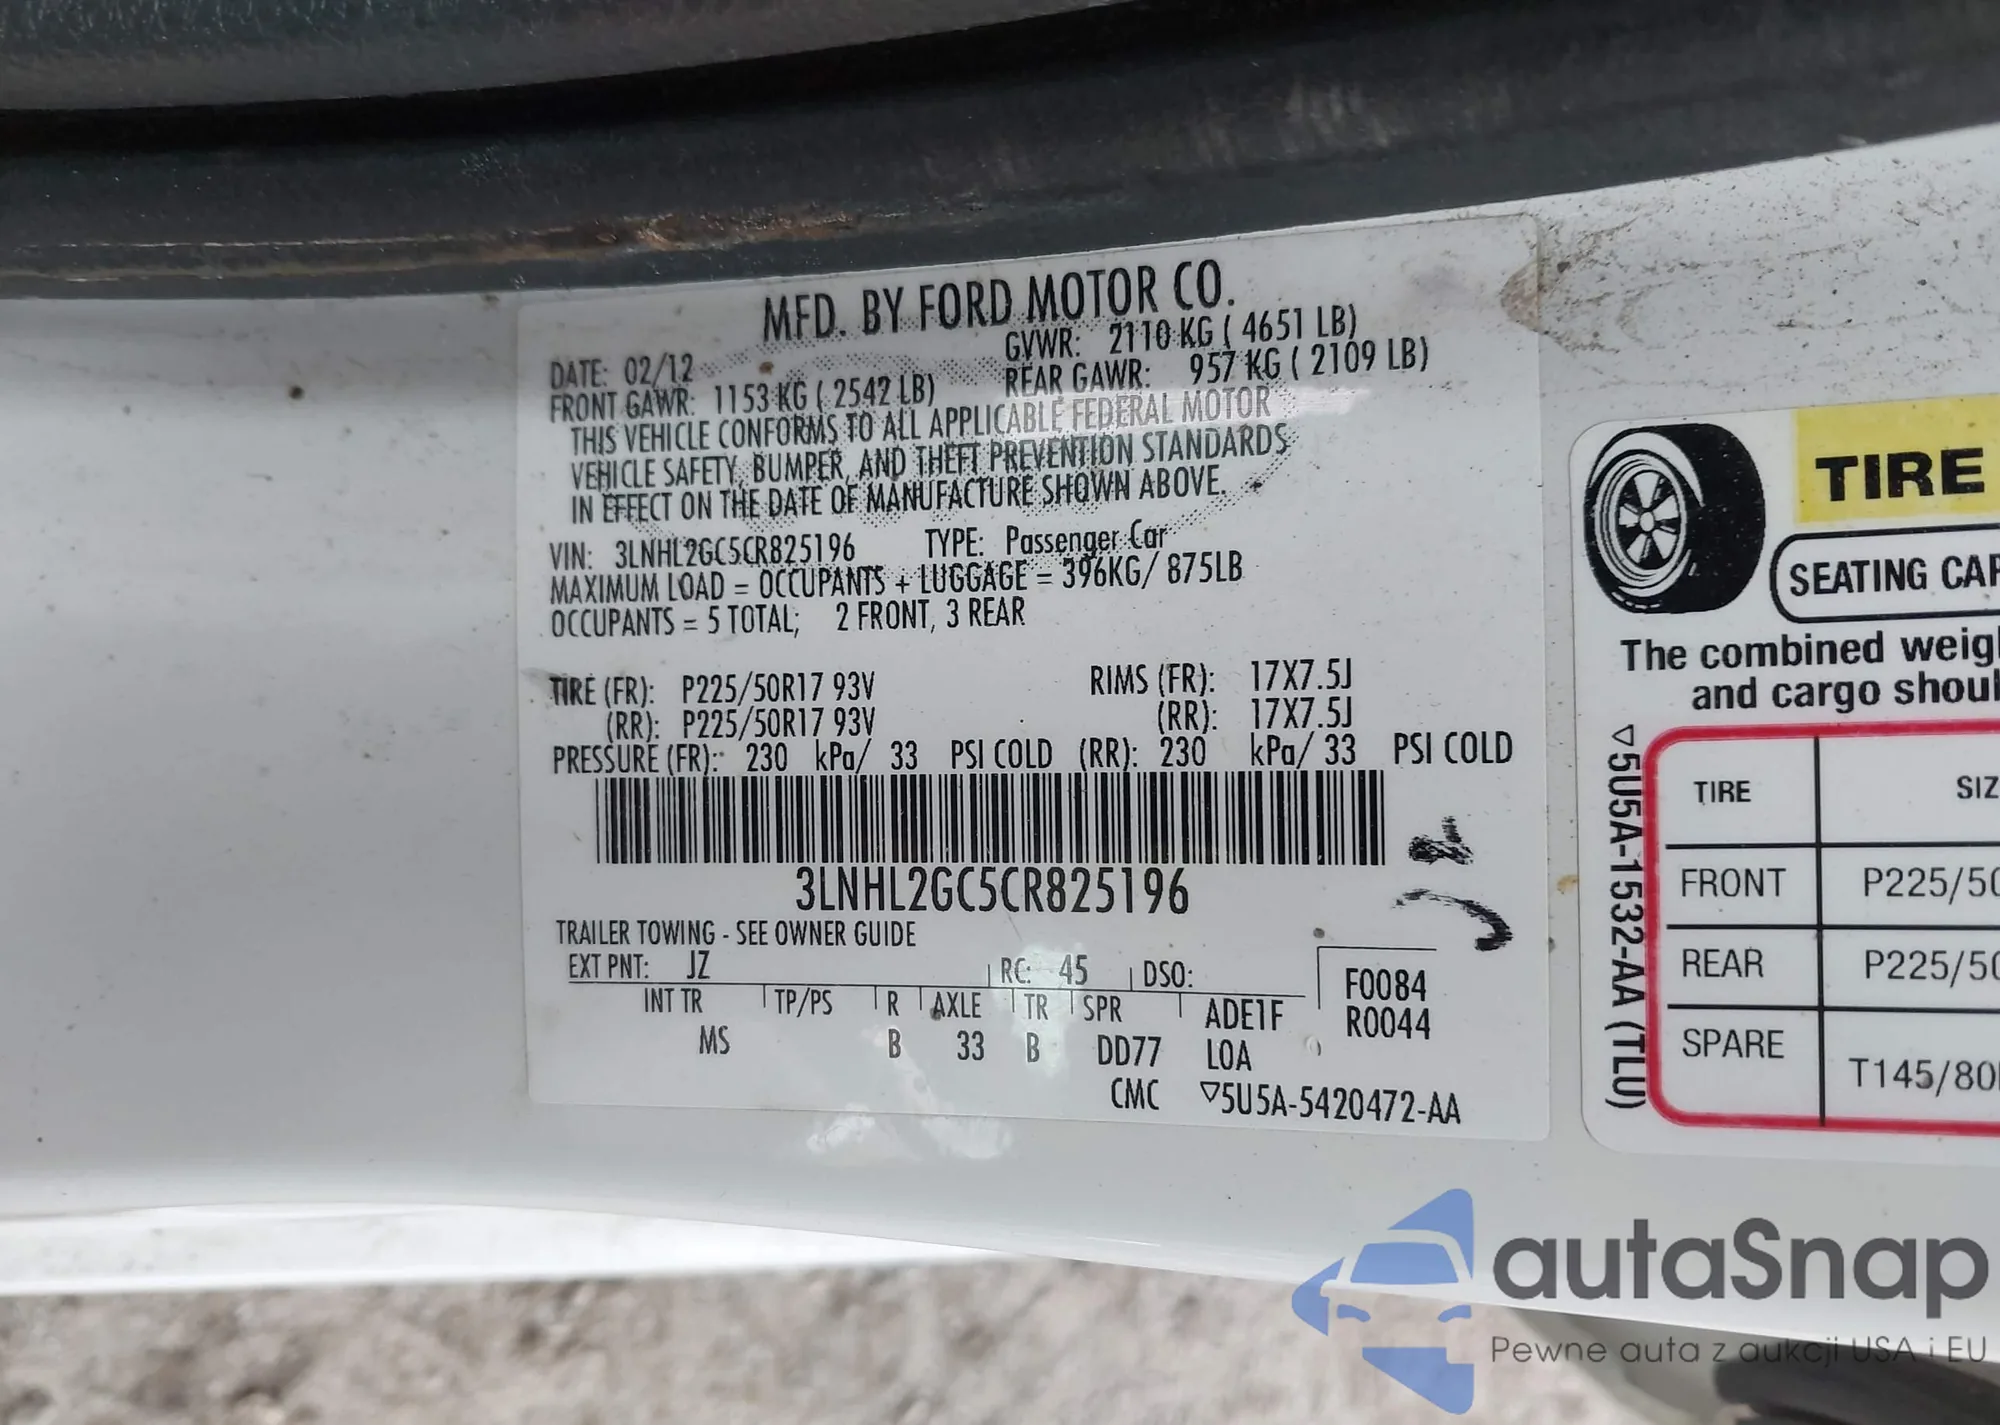 MFD. BY FORD MOTOR CO.
DATE: 02/12 GVWR: 2110 KG ( 4651 LB)
FRONT GAWR: 1153 KG ( 2542 LB) REAR GAWR: 957 KG ( 2109 LB)
THIS VEHICLE CONFORMS TO ALL APPLICABLE FEDERAL MOTOR
VEHICLE SAFETY, BUMPER, AND THEFT PREVENTION STANDARDS
IN EFFECT ON THE DATE OF MANUFACTURE SHOWN ABOVE.
VIN: 3LNHL2GC5CR825196 TYPE: Passenger Car
MAXIMUM LOAD = OCCUPANTS + LUGGAGE = 396KG/ 875LB
OCCUPANTS = 5 TOTAL; 2 FRONT, 3 REAR
TIRE (FR): P225/50R17 93V RIMS (FR): 17X7.5J
(RR): P225/50R17 93V (RR): 17X7.5J
PRESSURE (FR): 230 kPa/ 33 PSI COLD (RR): 230 kPa/ 33 PSI COLD
3LNHL2GC5CR825196
TRAILER TOWING - SEE OWNER GUIDE
EXT PNT: JZ RC: 45 DSO: F0084
INT TR TP/PS R AXLE TR SPR ADE1F R0044
MS B 33 B DD77 LOA
CMC ▽5U5A-5420472-AA
TIRE
SEATING CAP
The combined weigh
and cargo shoul
▽5U5A-1532-AA (TLU)
TIRE SIZ
FRONT P225/50
REAR P225/50
SPARE T145/80
autaSnap
Pewne auta z aukcji USA i EU